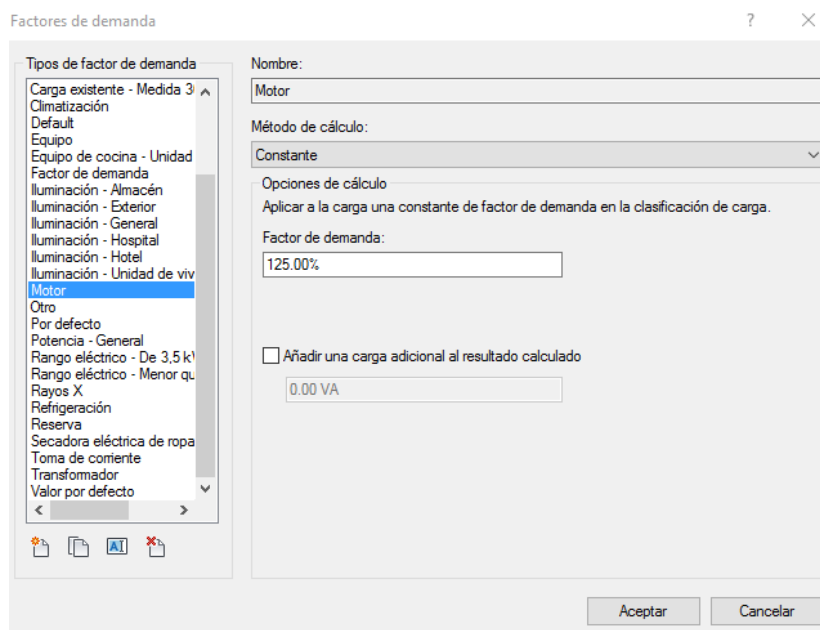 Factores de demanda
Tipos de factor de demanda
Carga existente - Medida 3
Climatización
Default
Equipo
Equipo de cocina - Unidad
Factor de demanda
Iluminación - Almacén
Iluminación - Exterior
Iluminación - General
Iluminación - Hospital
Iluminación - Hotel
Iluminación - Unidad de viv
Motor
Otro
Por defecto
Potencia - General
Rango eléctrico - De 3,5 k
Rango eléctrico - Menor qu
Rayos X
Refrigeración
Reserva
Secadora eléctrica de ropa
Toma de corriente
Transformador
Valor por defecto
Nombre:
Motor
Método de cálculo:
Constante
Opciones de cálculo
Aplicar a la carga una constante de factor de demanda en la clasificación de carga.
Factor de demanda:
125.00%
Añadir una carga adicional al resultado calculado
0.00 VA
Aceptar
Cancelar